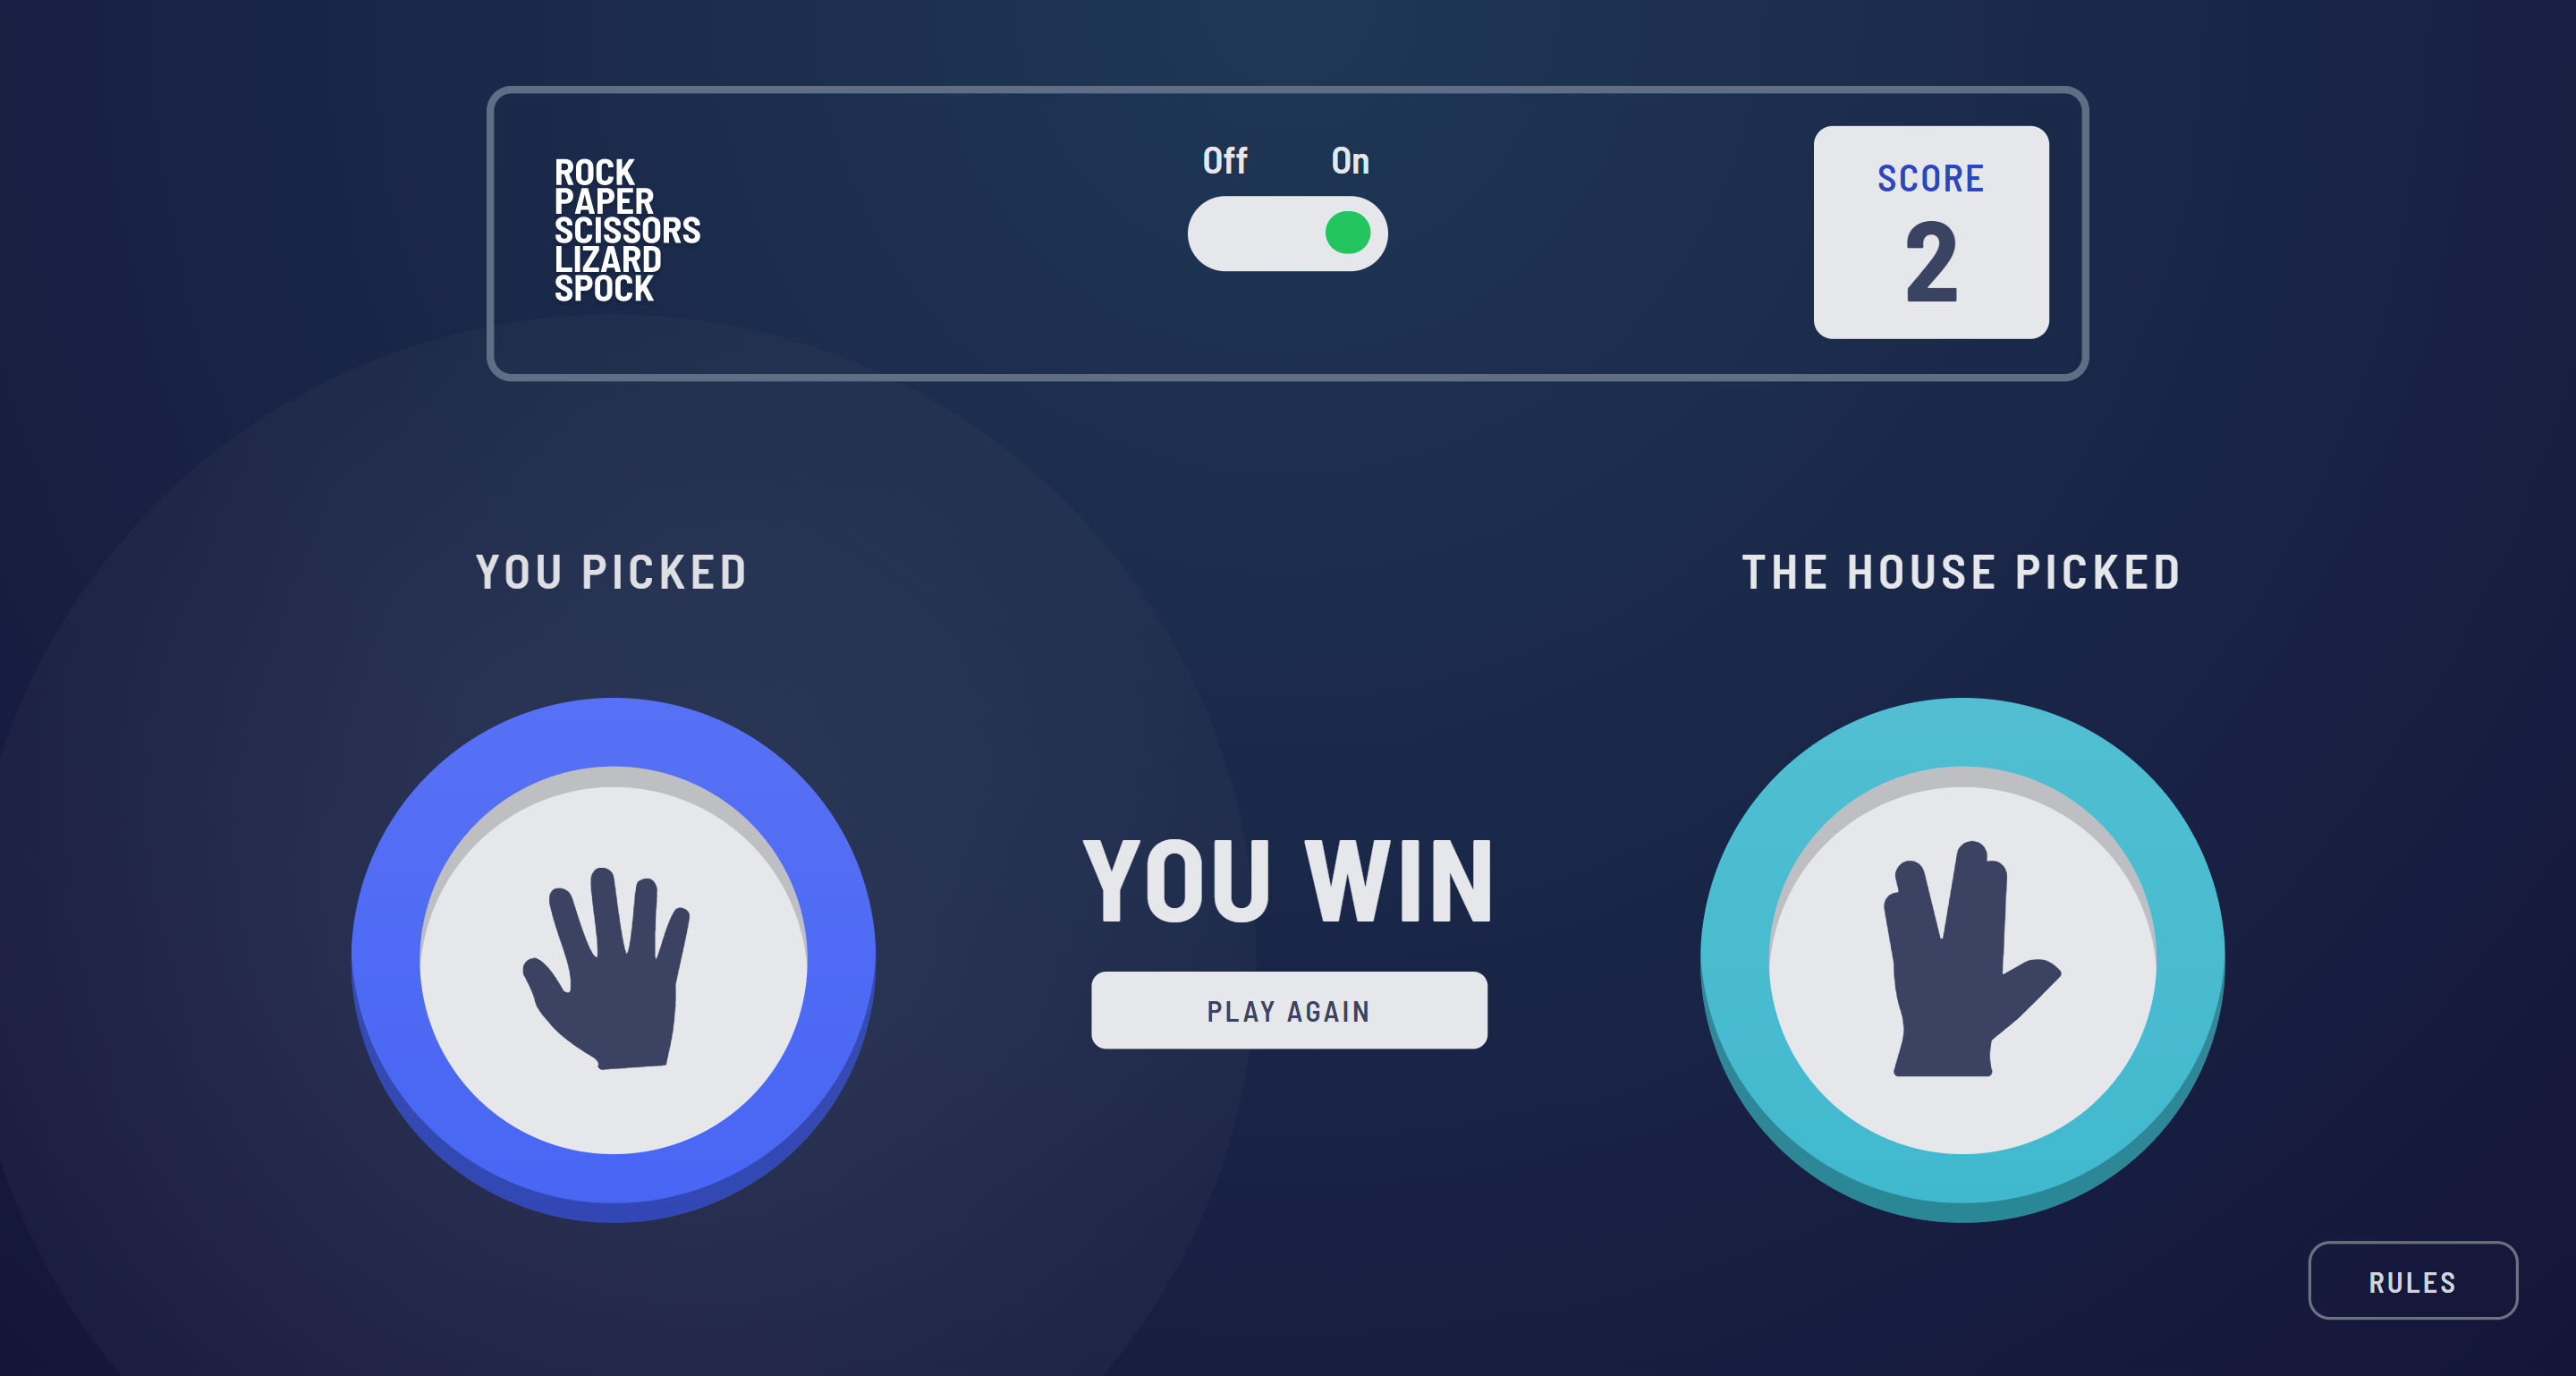 ROCK
PAPER
SCISSORS
LIZARD
SPOCK
Off On
SCORE
2
YOU PICKED
THE HOUSE PICKED
YOU WIN
PLAY AGAIN
RULES